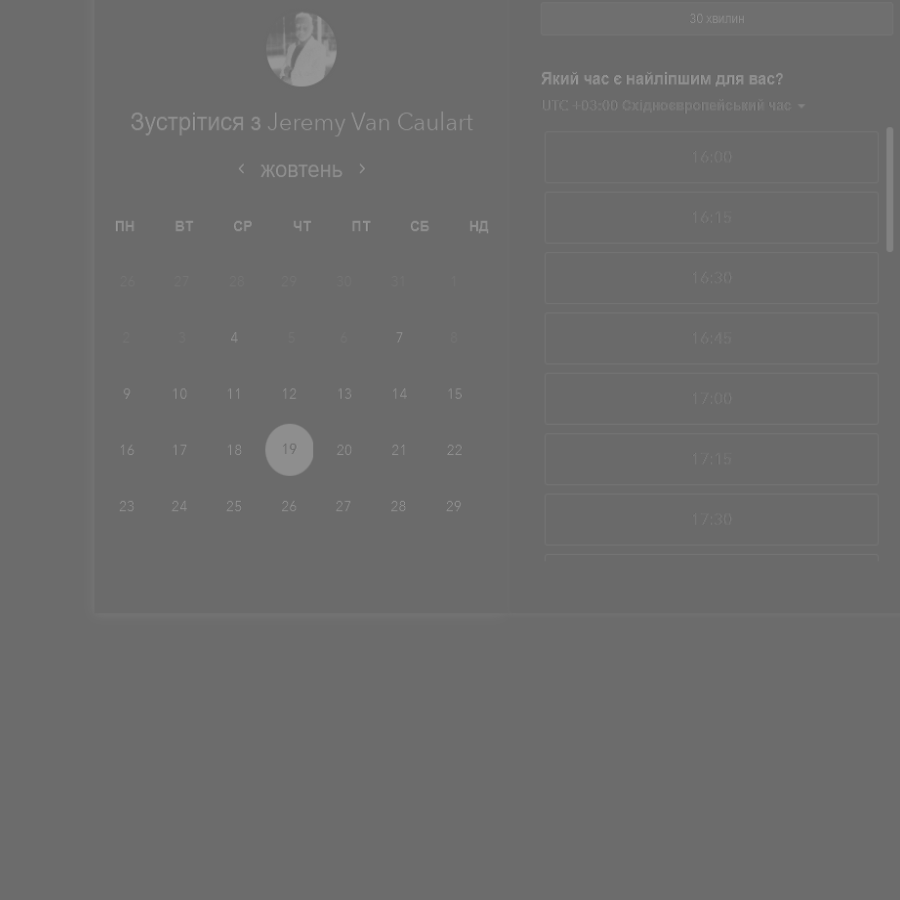 30 хвилин
Який час є найліпшим для вас?
UTC +03:00 Східноєвропейський час
Зустрітися з Jeremy Van Caulart
жовтень
ПН ВТ СР ЧТ ПТ СБ НД
26 27 28 29 30 31 1
2 3 4 5 6 7 8
9 10 11 12 13 14 15
16 17 18 19 20 21 22
23 24 25 26 27 28 29
16:00
16:15
16:30
16:45
17:00
17:15
17:30